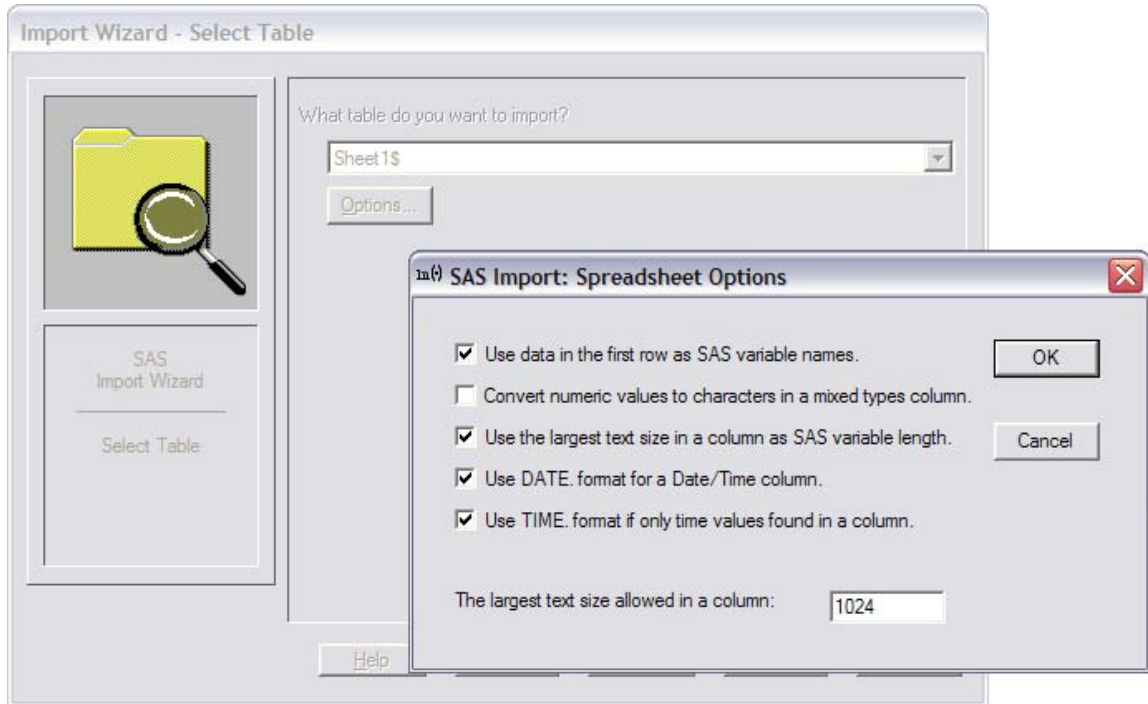 Import Wizard - Select Table
What table do you want to import?
Sheet1$
Options...
SAS
Import Wizard
Select Table
SAS Import: Spreadsheet Options
Use data in the first row as SAS variable names.
Convert numeric values to characters in a mixed types column.
Use the largest text size in a column as SAS variable length.
Use DATE. format for a Date/Time column.
Use TIME. format if only time values found in a column.
The largest text size allowed in a column:
1024
OK
Cancel
Help